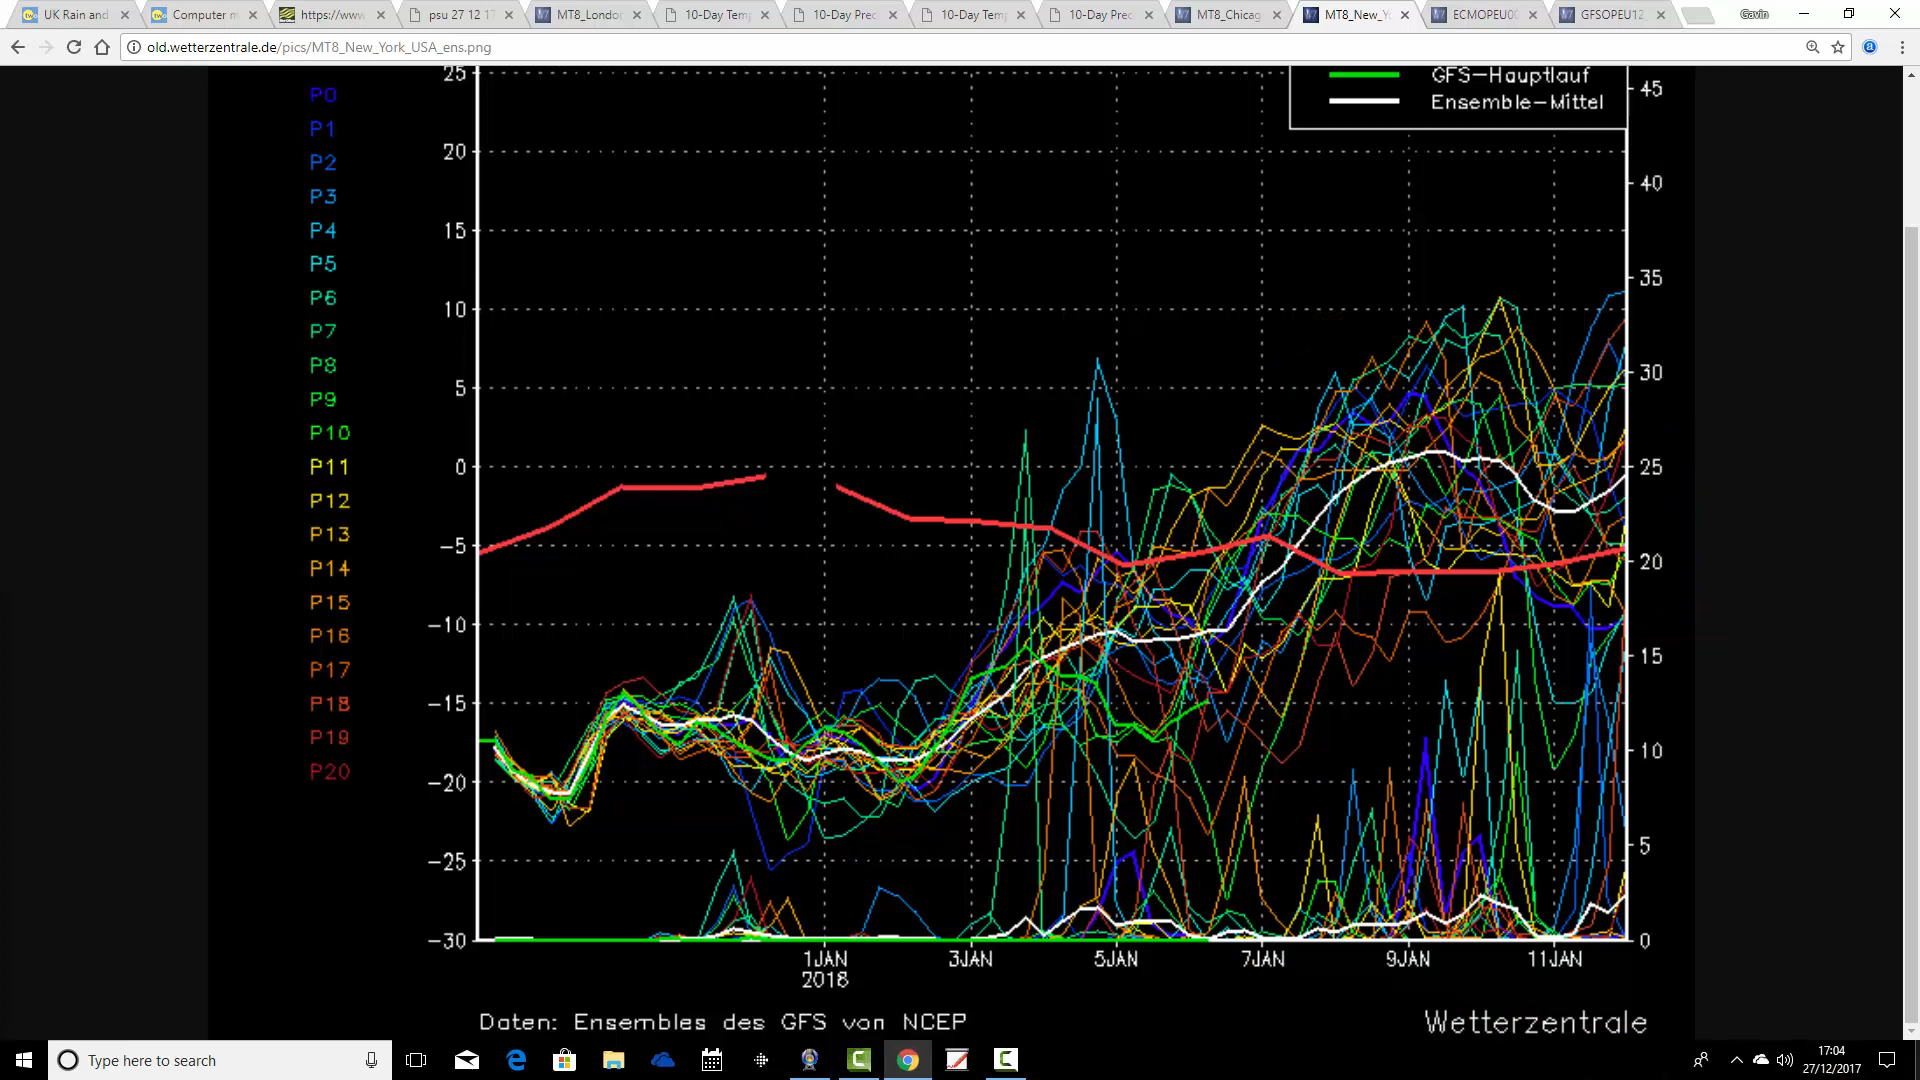 UK Rain and
Computer m
https://www
psu 27 12 17
MT8_London
10-Day Temp
10-Day Prec
10-Day Temp
10-Day Prec
MT8_Chicag
MT8_New_Yo
ECMOPEU00
GFSOPEU12_
Gavin
old.wetterzentrale.de/pics/MT8_New_York_USA_ens.png
GFS-Hauptlauf
Ensemble-Mittel
P0
P1
P2
P3
P4
P5
P6
P7
P8
P9
P10
P11
P12
P13
P14
P15
P16
P17
P18
P19
P20
25
20
15
10
5
0
-5
-10
-15
-20
-25
-30
45
40
35
30
25
20
15
10
5
0
1JAN 3JAN 5JAN 7JAN 9JAN 11JAN
2018
Daten: Ensembles des GFS von NCEP
Wetterzentrale
Type here to search
17:04
27/12/2017